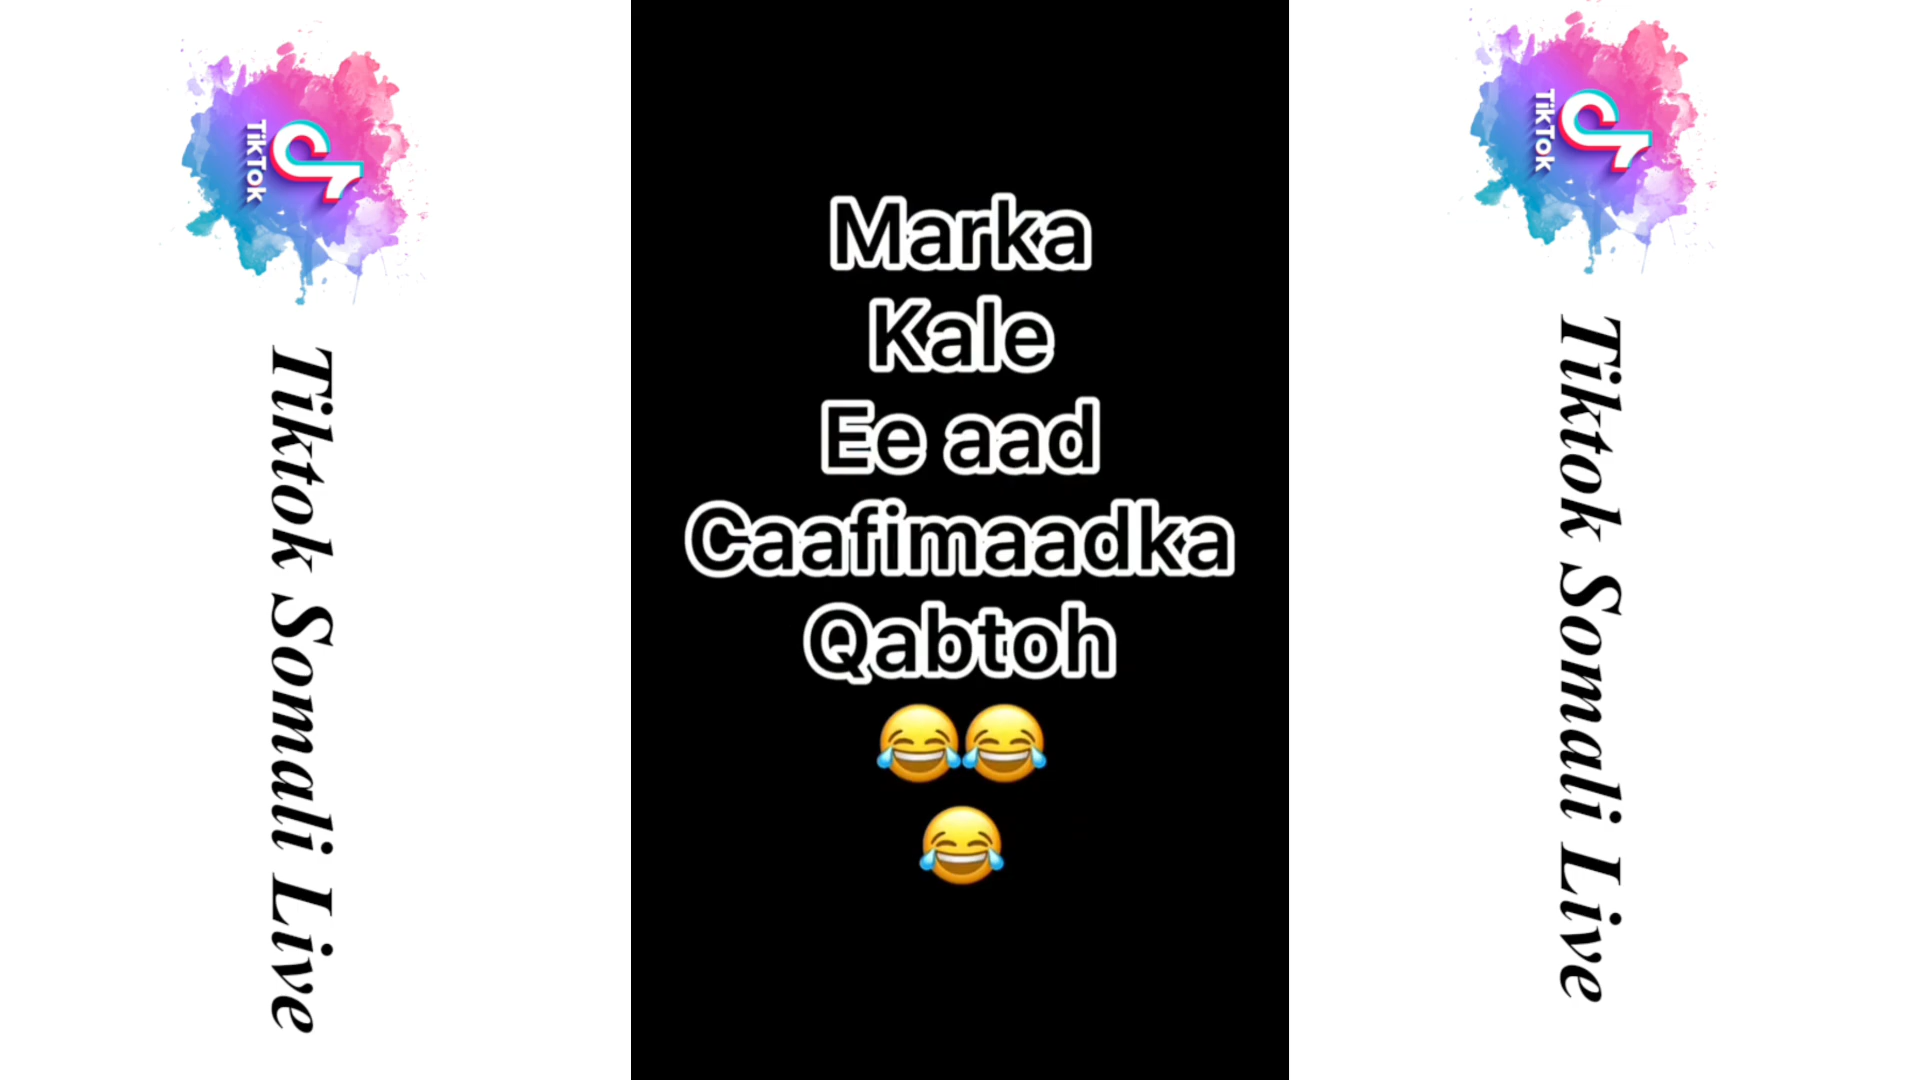 TikTok
Tiktok Somali Live
Marka
Kale
Ee aad
Caafimaadka
Qabtoh
😂😂
😂
TikTok
Tiktok Somali Live